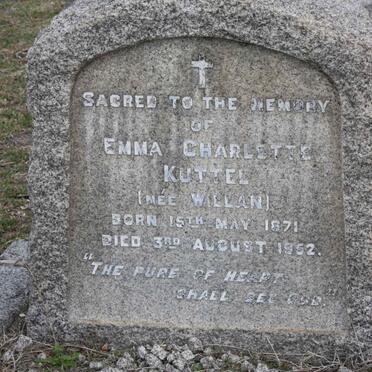 SACRED TO THE MEMORY
OF
EMMA CHARLETTE
KUTTEL
(NÉE WILLAN)
BORN 15TH MAY 1871
DIED 3RD AUGUST 1952.
"THE PURE OF HEART
SHALL SEE GOD"